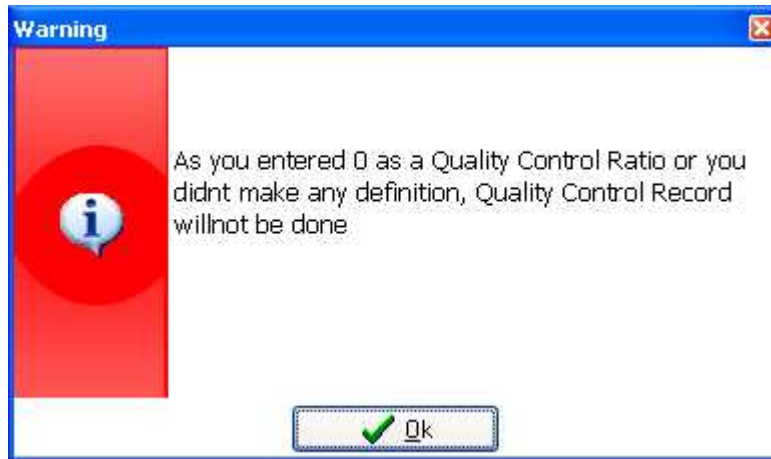 Warning
As you entered 0 as a Quality Control Ratio or you
didnt make any definition, Quality Control Record
willnot be done
Ok